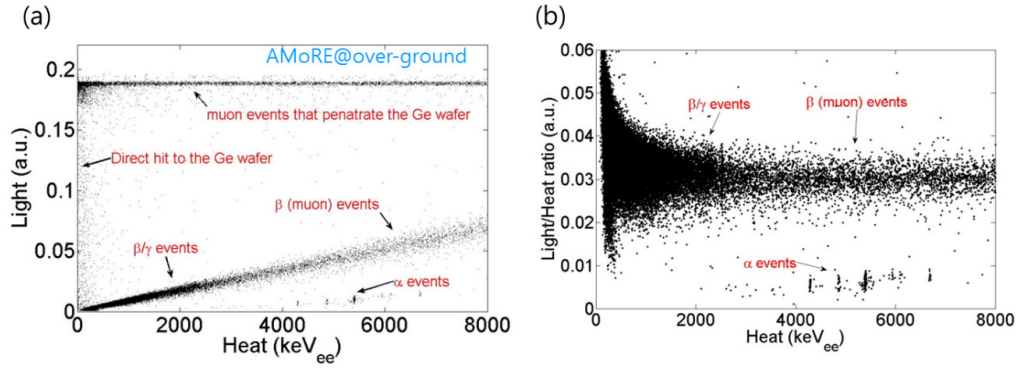 (a)
AMoRE@over-ground
0.2
0.15
0.1
0.05
0
Light (a.u.)
muon events that penatrate the Ge wafer
Direct hit to the Ge wafer
β (muon) events
β/γ events
α events
0 2000 4000 6000 8000
Heat (keVee)
(b)
0.06
0.05
0.04
0.03
0.02
0.01
0
Light/Heat ratio (a.u.)
β/γ events
β (muon) events
α events
0 2000 4000 6000 8000
Heat (keVee)